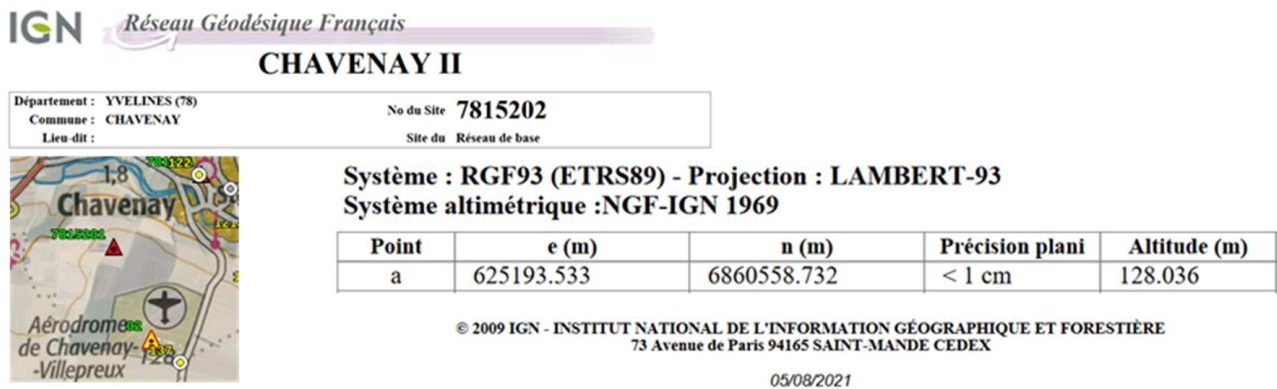 IGN Réseau Géodésique Français
CHAVENAY II
Département : YVELINES (78)
Commune : CHAVENAY
Lieu-dit :
No du Site 7815202
Site du Réseau de base
1,8
Chavenay
7815201
Aérodrome
de Chavenay-
-Villepreux
Système : RGF93 (ETRS89) - Projection : LAMBERT-93
Système altimétrique :NGF-IGN 1969
Point e (m) n (m) Précision plani Altitude (m)
a 625193.533 6860558.732 < 1 cm 128.036
© 2009 IGN - INSTITUT NATIONAL DE L'INFORMATION GÉOGRAPHIQUE ET FORESTIÈRE
73 Avenue de Paris 94165 SAINT-MANDE CEDEX
05/08/2021